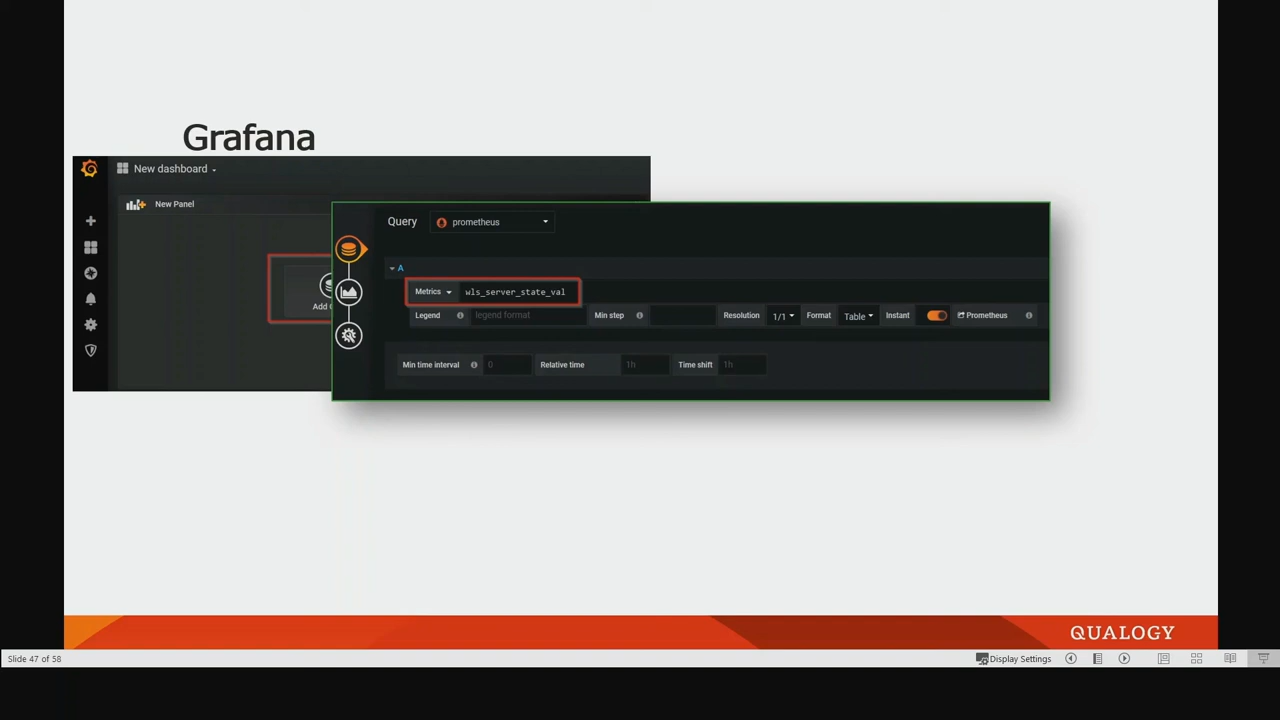 Grafana
New dashboard
New Panel
Add
Query prometheus
A
Metrics wls_server_state_val
Legend legend format Min step Resolution 1/1 Format Table Instant Prometheus
Min time interval 0 Relative time 1h Time shift 1h
QUALOGY
Slide 47 of 58
Display Settings